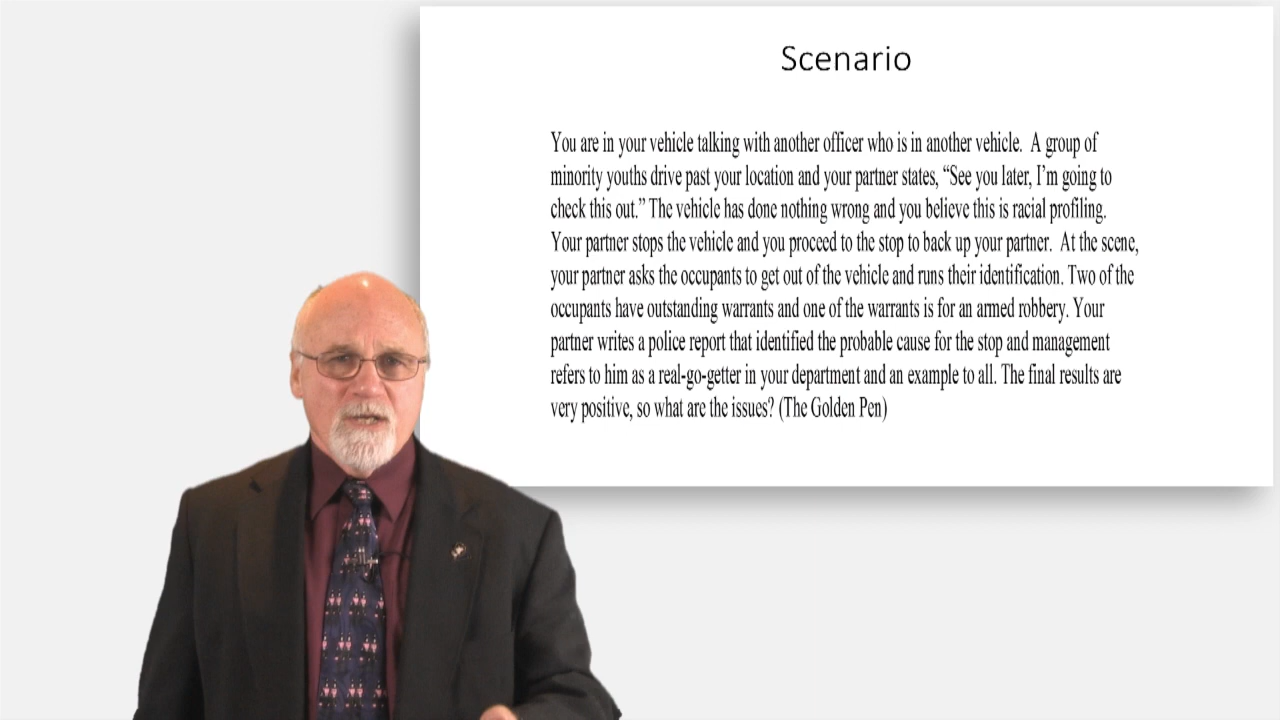 Scenario
You are in your vehicle talking with another officer who is in another vehicle.  A group of
minority youths drive past your location and your partner states, “See you later, I’m going to
check this out.” The vehicle has done nothing wrong and you believe this is racial profiling.
Your partner stops the vehicle and you proceed to the stop to back up your partner.  At the scene,
your partner asks the occupants to get out of the vehicle and runs their identification. Two of the
occupants have outstanding warrants and one of the warrants is for an armed robbery. Your
partner writes a police report that identified the probable cause for the stop and management
refers to him as a real-go-getter in your department and an example to all. The final results are
very positive, so what are the issues? (The Golden Pen)